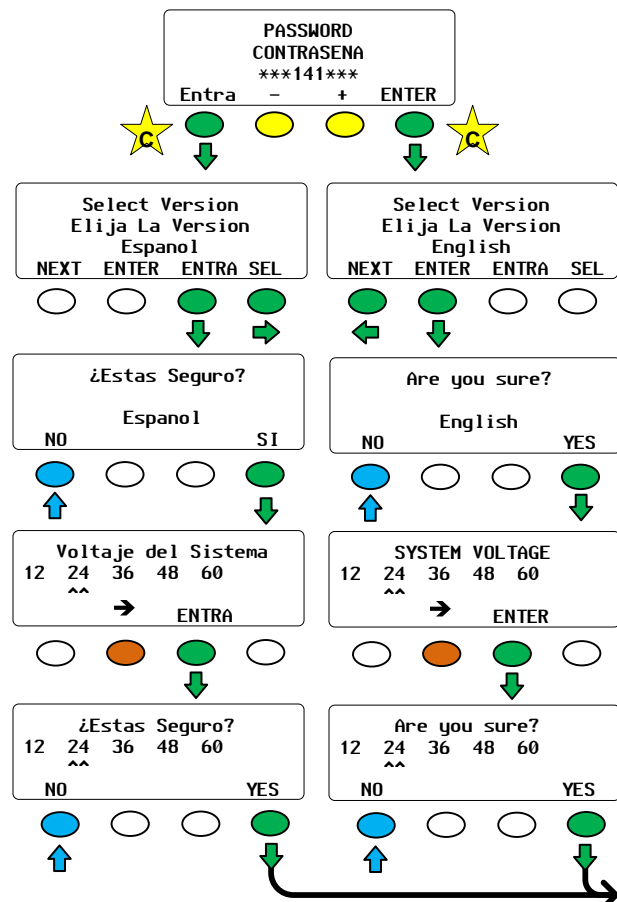 PASSWORD
CONTRASENA
***141***
Entra - + ENTER
C C
Select Version
Elija La Version
Espanol
NEXT ENTER ENTRA SEL
Select Version
Elija La Version
English
NEXT ENTER ENTRA SEL
¿Estas Seguro?
Espanol
NO SI
Are you sure?
English
NO YES
Voltaje del Sistema
12 24 36 48 60
^^
➔ ENTRA
SYSTEM VOLTAGE
12 24 36 48 60
^^
➔ ENTER
¿Estas Seguro?
12 24 36 48 60
^^
NO YES
Are you sure?
12 24 36 48 60
^^
NO YES